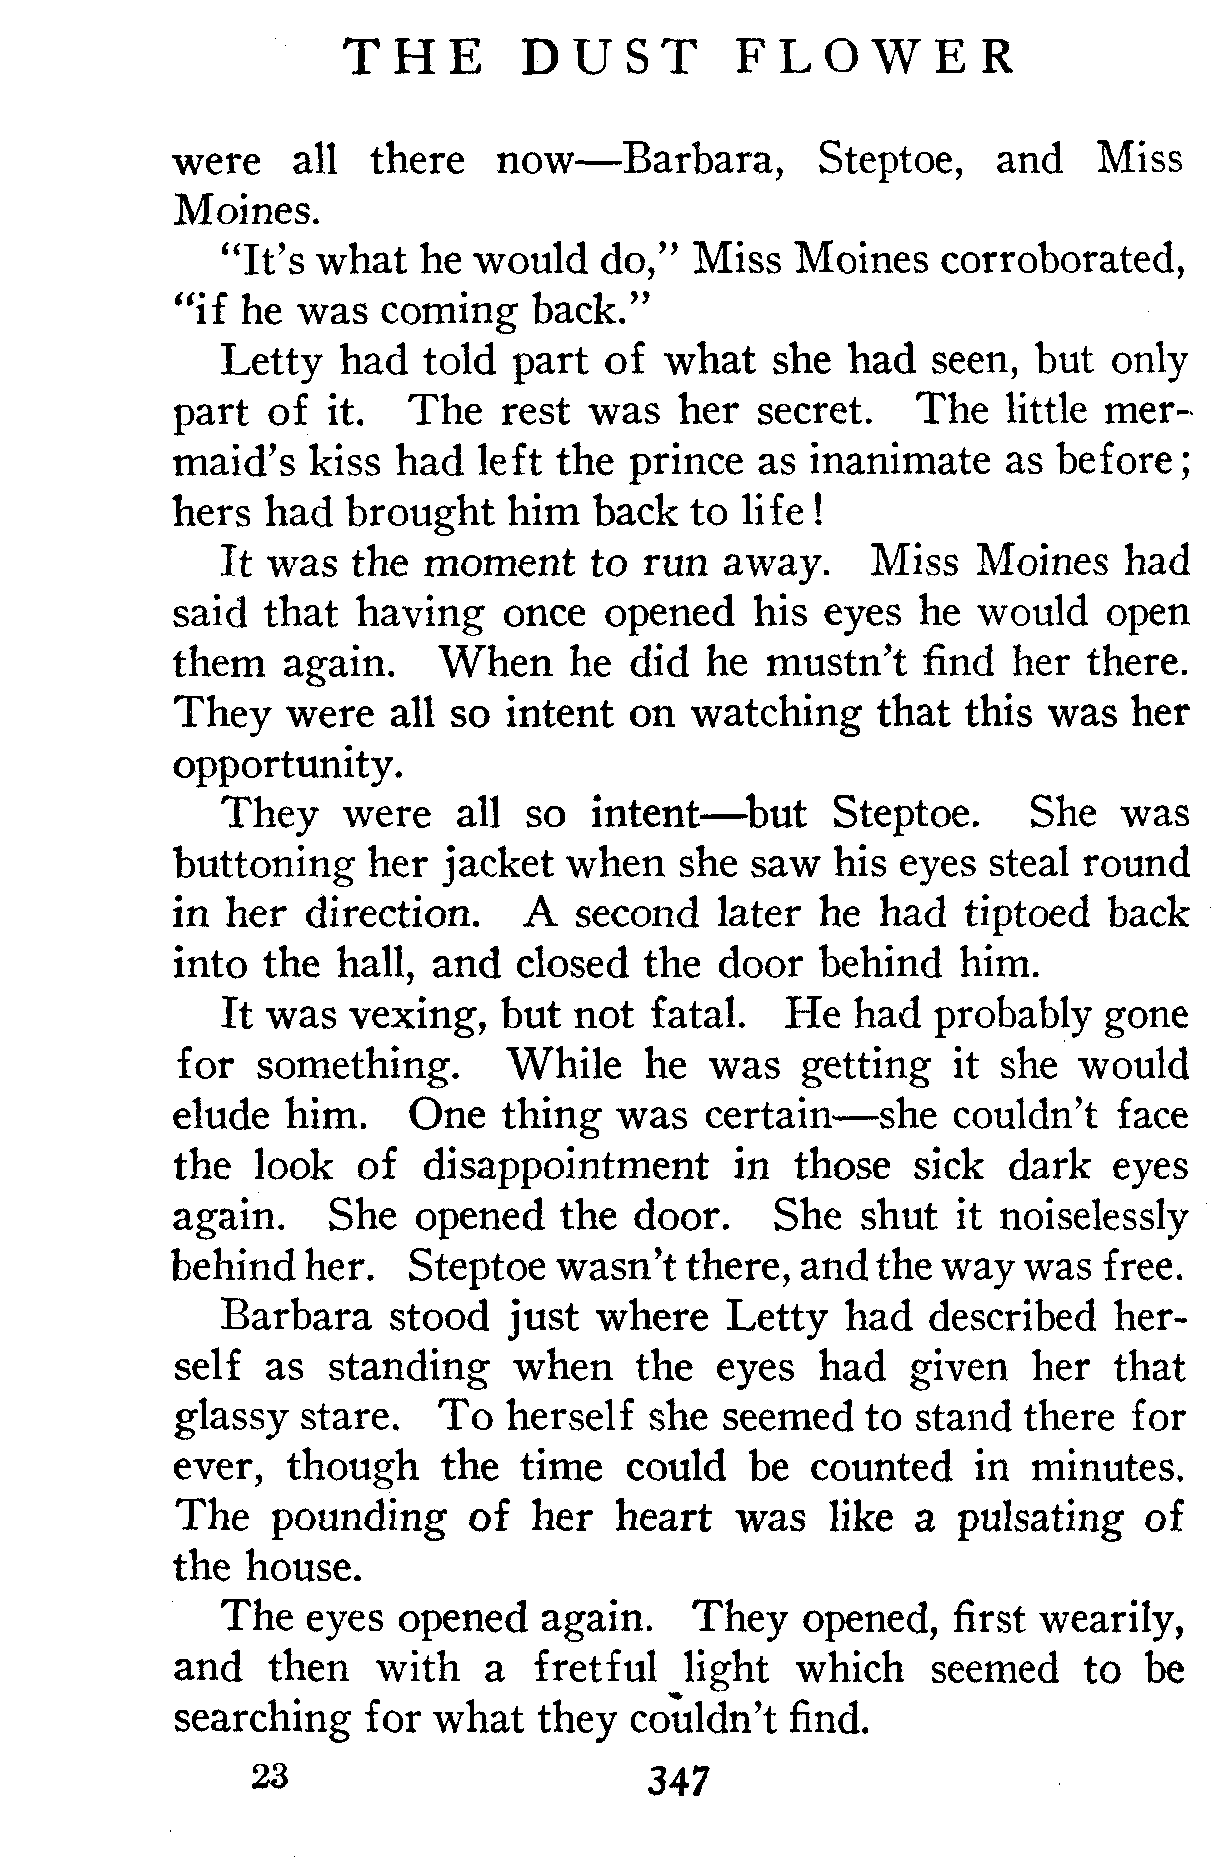 THE DUST FLOWER
were all there now—Barbara, Steptoe, and Miss
Moines.
“It’s what he would do,” Miss Moines corroborated,
“if he was coming back.”
Letty had told part of what she had seen, but only
part of it. The rest was her secret. The little mer-
maid’s kiss had left the prince as inanimate as before;
hers had brought him back to life!
It was the moment to run away. Miss Moines had
said that having once opened his eyes he would open
them again. When he did he mustn’t find her there.
They were all so intent on watching that this was her
opportunity.
They were all so intent—but Steptoe. She was
buttoning her jacket when she saw his eyes steal round
in her direction. A second later he had tiptoed back
into the hall, and closed the door behind him.
It was vexing, but not fatal. He had probably gone
for something. While he was getting it she would
elude him. One thing was certain—she couldn’t face
the look of disappointment in those sick dark eyes
again. She opened the door. She shut it noiselessly
behind her. Steptoe wasn’t there, and the way was free.
Barbara stood just where Letty had described her-
self as standing when the eyes had given her that
glassy stare. To herself she seemed to stand there for
ever, though the time could be counted in minutes.
The pounding of her heart was like a pulsating of
the house.
The eyes opened again. They opened, first wearily,
and then with a fretful light which seemed to be
searching for what they couldn’t find.
23 347